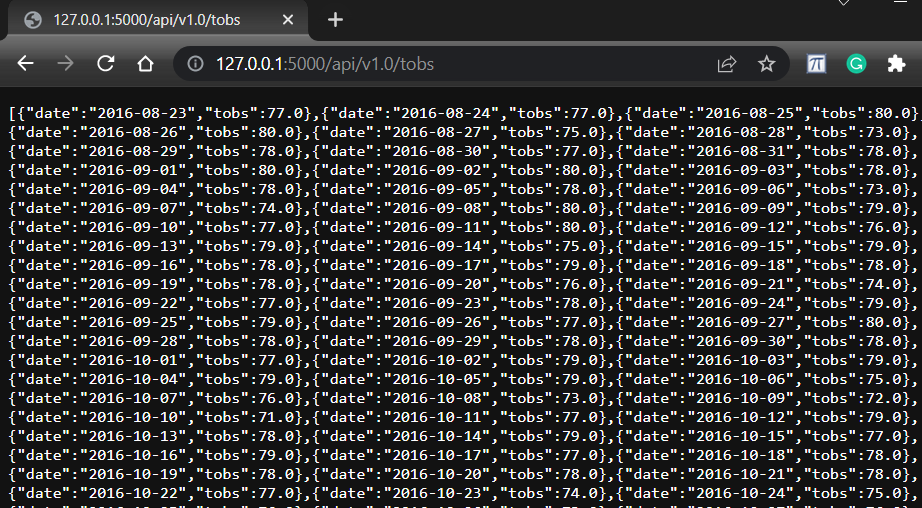 127.0.0.1:5000/api/v1.0/tobs
127.0.0.1:5000/api/v1.0/tobs
[{"date":"2016-08-23","tobs":77.0},{"date":"2016-08-24","tobs":77.0},{"date":"2016-08-25","tobs":80.0},
{"date":"2016-08-26","tobs":80.0},{"date":"2016-08-27","tobs":75.0},{"date":"2016-08-28","tobs":73.0},
{"date":"2016-08-29","tobs":78.0},{"date":"2016-08-30","tobs":77.0},{"date":"2016-08-31","tobs":78.0},
{"date":"2016-09-01","tobs":80.0},{"date":"2016-09-02","tobs":80.0},{"date":"2016-09-03","tobs":78.0},
{"date":"2016-09-04","tobs":78.0},{"date":"2016-09-05","tobs":78.0},{"date":"2016-09-06","tobs":73.0},
{"date":"2016-09-07","tobs":74.0},{"date":"2016-09-08","tobs":80.0},{"date":"2016-09-09","tobs":79.0},
{"date":"2016-09-10","tobs":77.0},{"date":"2016-09-11","tobs":80.0},{"date":"2016-09-12","tobs":76.0},
{"date":"2016-09-13","tobs":79.0},{"date":"2016-09-14","tobs":75.0},{"date":"2016-09-15","tobs":79.0},
{"date":"2016-09-16","tobs":78.0},{"date":"2016-09-17","tobs":79.0},{"date":"2016-09-18","tobs":78.0},
{"date":"2016-09-19","tobs":78.0},{"date":"2016-09-20","tobs":76.0},{"date":"2016-09-21","tobs":74.0},
{"date":"2016-09-22","tobs":77.0},{"date":"2016-09-23","tobs":78.0},{"date":"2016-09-24","tobs":79.0},
{"date":"2016-09-25","tobs":79.0},{"date":"2016-09-26","tobs":77.0},{"date":"2016-09-27","tobs":80.0},
{"date":"2016-09-28","tobs":78.0},{"date":"2016-09-29","tobs":78.0},{"date":"2016-09-30","tobs":78.0},
{"date":"2016-10-01","tobs":77.0},{"date":"2016-10-02","tobs":79.0},{"date":"2016-10-03","tobs":79.0},
{"date":"2016-10-04","tobs":79.0},{"date":"2016-10-05","tobs":79.0},{"date":"2016-10-06","tobs":75.0},
{"date":"2016-10-07","tobs":76.0},{"date":"2016-10-08","tobs":73.0},{"date":"2016-10-09","tobs":72.0},
{"date":"2016-10-10","tobs":71.0},{"date":"2016-10-11","tobs":77.0},{"date":"2016-10-12","tobs":79.0},
{"date":"2016-10-13","tobs":78.0},{"date":"2016-10-14","tobs":79.0},{"date":"2016-10-15","tobs":77.0},
{"date":"2016-10-16","tobs":79.0},{"date":"2016-10-17","tobs":77.0},{"date":"2016-10-18","tobs":78.0},
{"date":"2016-10-19","tobs":78.0},{"date":"2016-10-20","tobs":78.0},{"date":"2016-10-21","tobs":78.0},
{"date":"2016-10-22","tobs":77.0},{"date":"2016-10-23","tobs":74.0},{"date":"2016-10-24","tobs":75.0},